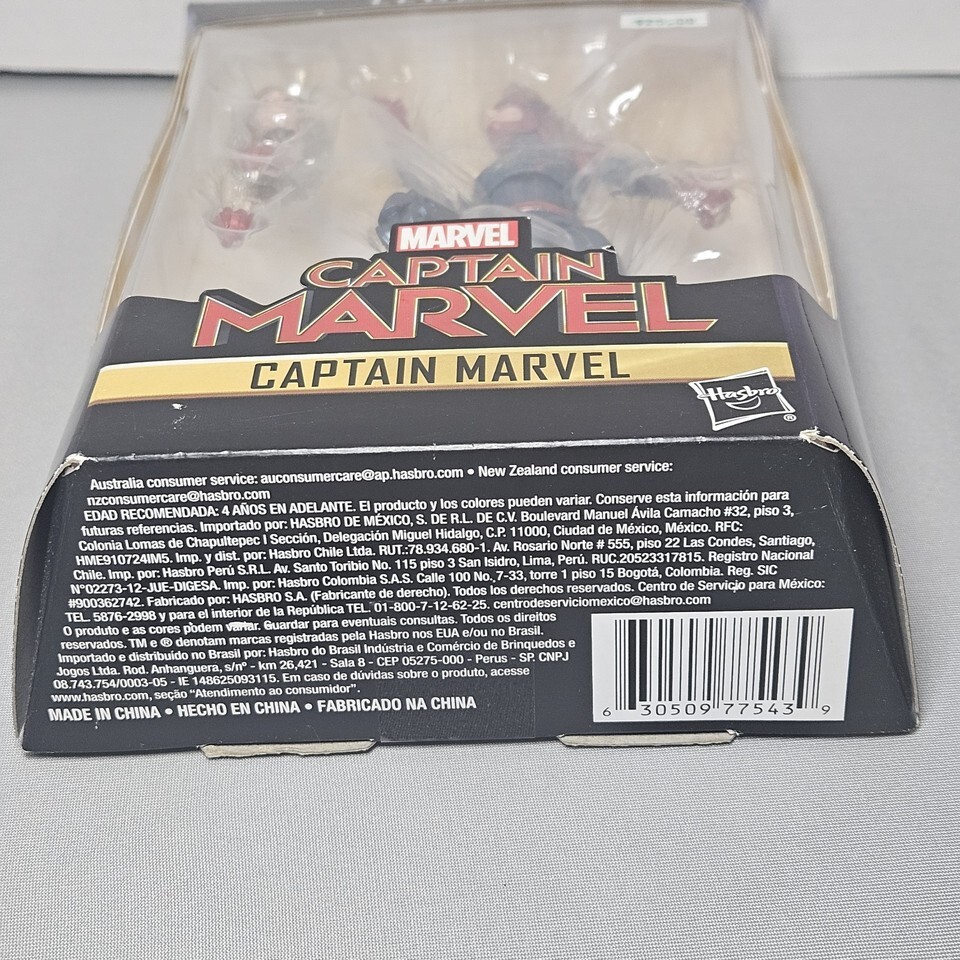 MARVEL
CAPTAIN
MARVEL
CAPTAIN MARVEL
Hasbro
®
Australia consumer service: auconsumercare@ap.hasbro.com • New Zealand consumer service:
nzconsumercare@hasbro.com
EDAD RECOMENDADA: 4 AÑOS EN ADELANTE. El producto y los colores pueden variar. Conserve esta información para
futuras referencias. Importado por: HASBRO DE MÉXICO, S. DE R.L. DE C.V. Boulevard Manuel Ávila Camacho #32, piso 3,
Colonia Lomas de Chapultepec I Sección, Delegación Miguel Hidalgo, C.P. 11000, Ciudad de México, México. RFC:
HME910724IM5. Imp. y dist. por: Hasbro Chile Ltda. RUT.:78.934.680-1. Av. Rosario Norte # 555, piso 22 Las Condes, Santiago,
Chile. Imp. por: Hasbro Perú S.R.L. Av. Santo Toribio No. 115 piso 3 San Isidro, Lima, Perú. RUC.20523317815. Registro Nacional
N°02273-12-JUE-DIGESA. Imp. por: Hasbro Colombia S.A.S. Calle 100 No. 7-33, torre 1 piso 15 Bogotá, Colombia. Reg. SIC
#900362742. Fabricado por: HASBRO S.A. (Fabricante de derecho). Todos los derechos reservados. Centro de Servicio para México:
TEL. 5876-2998 y para el interior de la República TEL. 01-800-7-12-62-25. centrodeserviciomexico@hasbro.com
O produto e as cores podem variar. Guardar para eventuais consultas. Todos os direitos
reservados. TM e ® denotam marcas registradas pela Hasbro nos EUA e/ou no Brasil.
Importado e distribuído no Brasil por: Hasbro do Brasil Indústria e Comércio de Brinquedos e
Jogos Ltda. Rod. Anhanguera, s/nº - km 26,421 - Sala 8 - CEP 05275-000 - Perus - SP. CNPJ
08.743.754/0003-05 - IE 148625093115. Em caso de dúvidas sobre o produto, acesse
www.hasbro.com, seção "Atendimento ao consumidor".
MADE IN CHINA • HECHO EN CHINA • FABRICADO NA CHINA
6 30509 77543 9